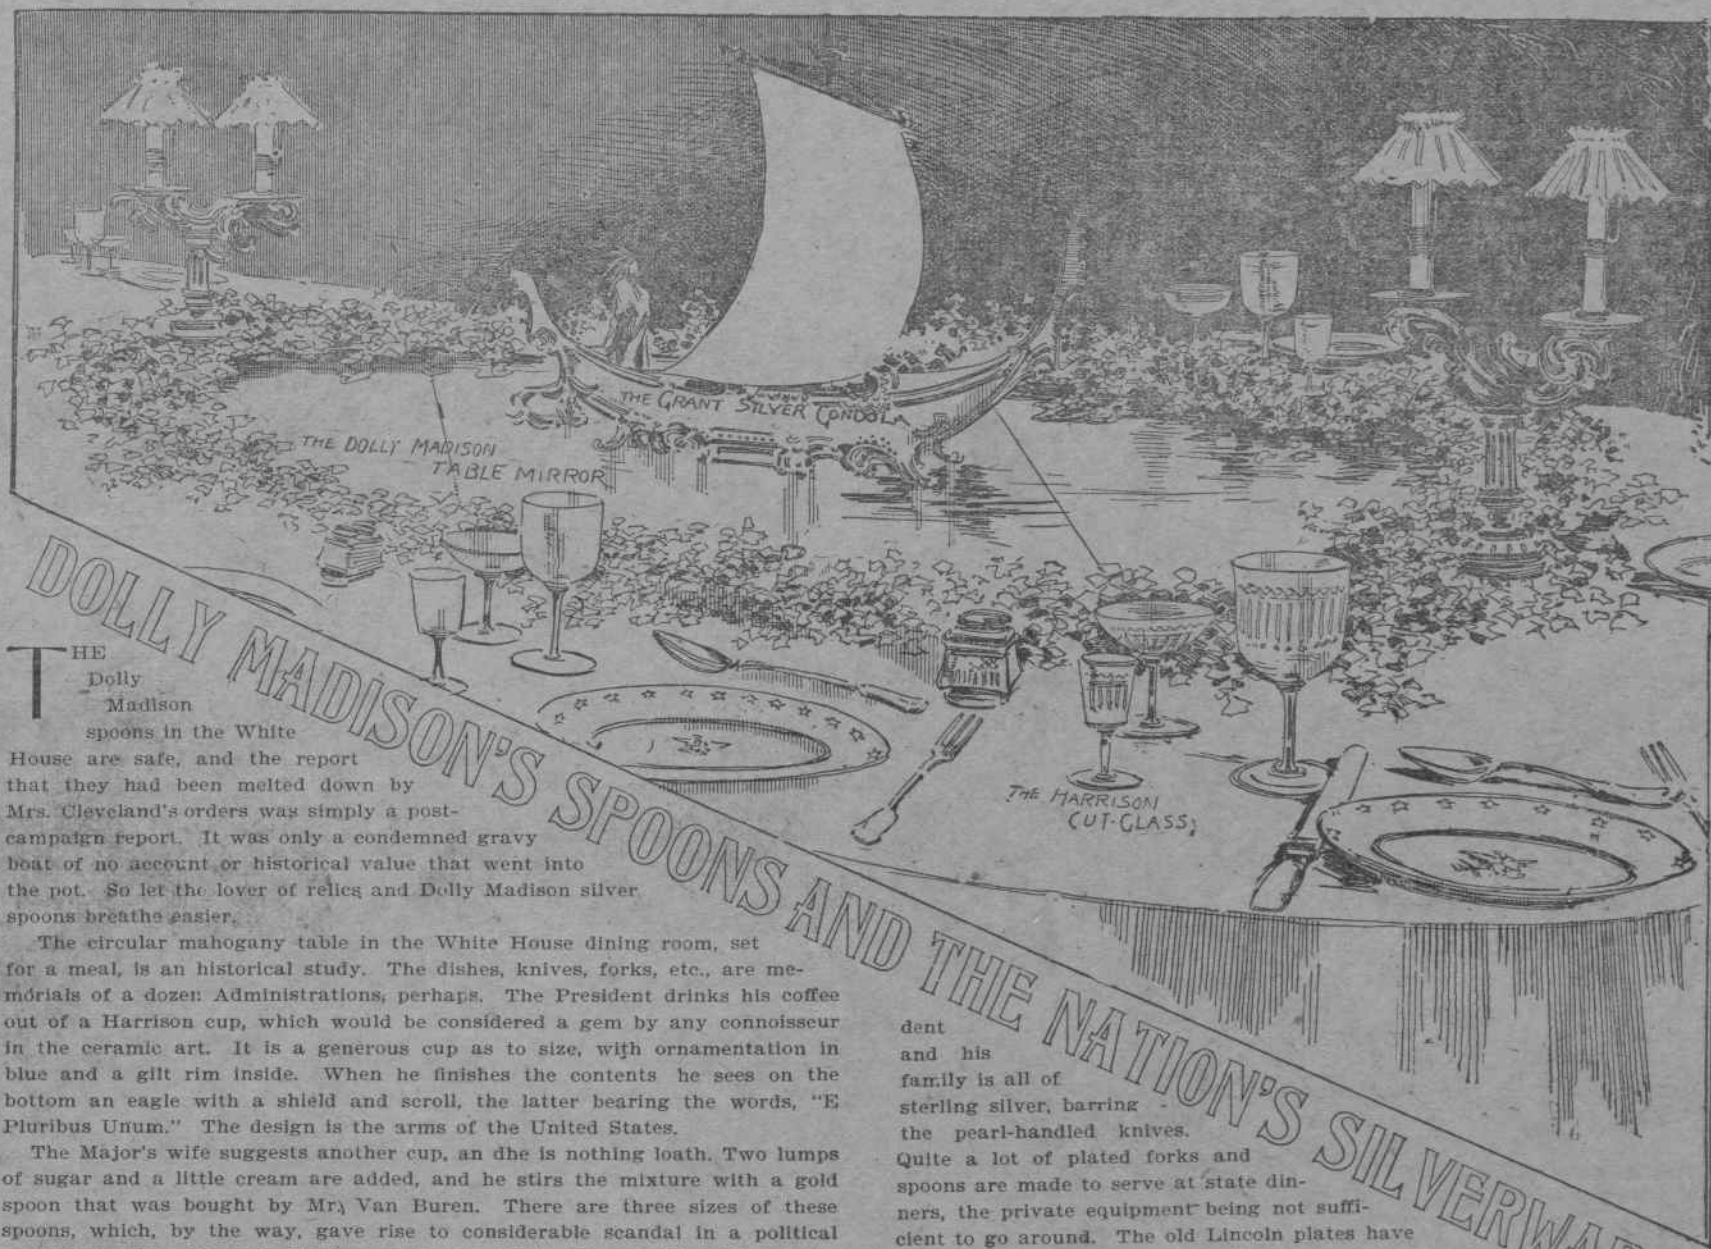 THE GRANT SILVER GONDOLA
THE DOLLY MADISON
TABLE MIRROR
THE HARRISON
CUT-GLASS;
DOLLY MADISON'S SPOONS AND THE NATION'S
THE
Dolly
Madison
spoons in the White
House are safe, and the report
that they had been melted down by
Mrs. Cleveland's orders was simply a post-
campaign report. It was only a condemned gravy
boat of no account or historical value that went into
the pot. So let the lover of relics and Dolly Madison silver
spoons breathe easier.
The circular mahogany table in the White House dining room, set
for a meal, is an historical study. The dishes, knives, forks, etc., are me-
morials of a dozen Administrations, perhaps. The President drinks his coffee
out of a Harrison cup, which would be considered a gem by any connoisseur
in the ceramic art. It is a generous cup as to size, with ornamentation in
blue and a gilt rim inside. When he finishes the contents he sees on the
bottom an eagle with a shield and scroll, the latter bearing the words, "E
Pluribus Unum." The design is the arms of the United States.
The Major's wife suggests another cup, an dhe is nothing loath. Two lumps
of sugar and a little cream are added, and he stirs the mixture with a gold
spoon that was bought by Mr. Van Buren. There are three sizes of these
spoons, which, by the way, gave rise to considerable scandal in a political
dent
and his
family is all of
sterling silver, barring
the pearl-handled knives.
Quite a lot of plated forks and
spoons are made to serve at state din-
ners, the private equipment being not suffi-
cient to go around. The old Lincoln plates have